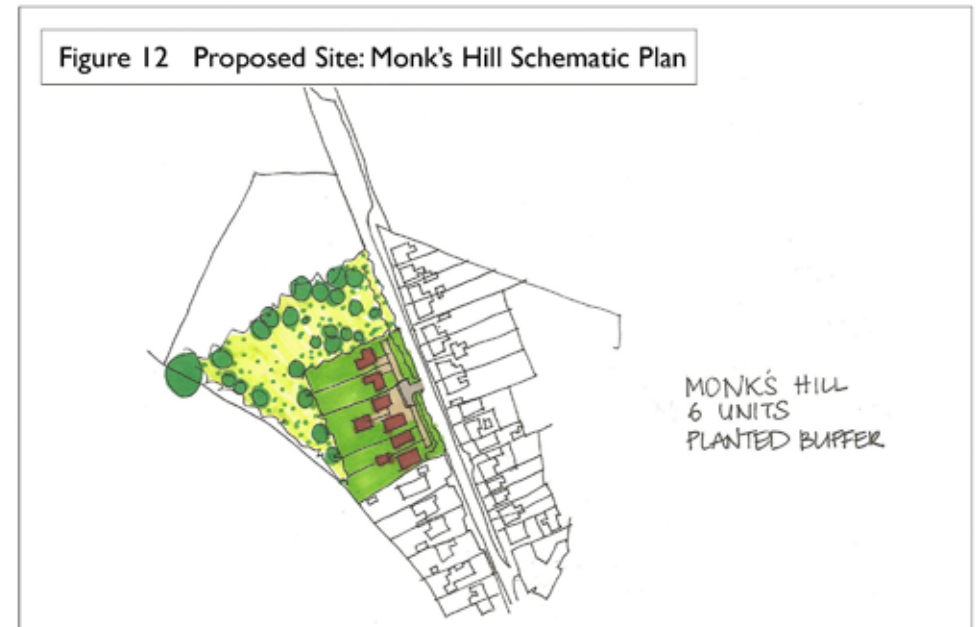 Figure 12 Proposed Site: Monk's Hill Schematic Plan
MONK'S HILL
6 UNITS
PLANTED BUFFER